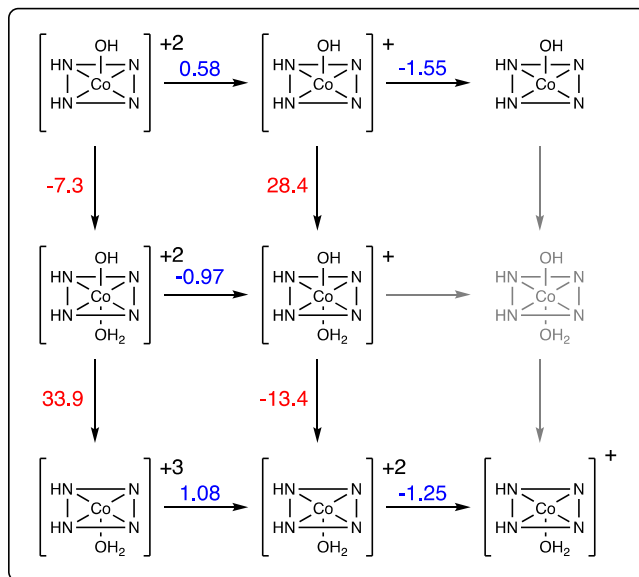 OH OH OH
+2 + 
HN N 0.58 HN N -1.55 HN N
Co Co Co
HN N HN N HN N
-7.3 28.4
OH OH OH
+2 +
HN N -0.97 HN N HN N
Co Co Co
HN N HN N HN N
OH2 OH2 OH2
33.9 -13.4
+3 +2 +
HN N 1.08 HN N -1.25 HN N
Co Co Co
HN N HN N HN N
OH2 OH2 OH2